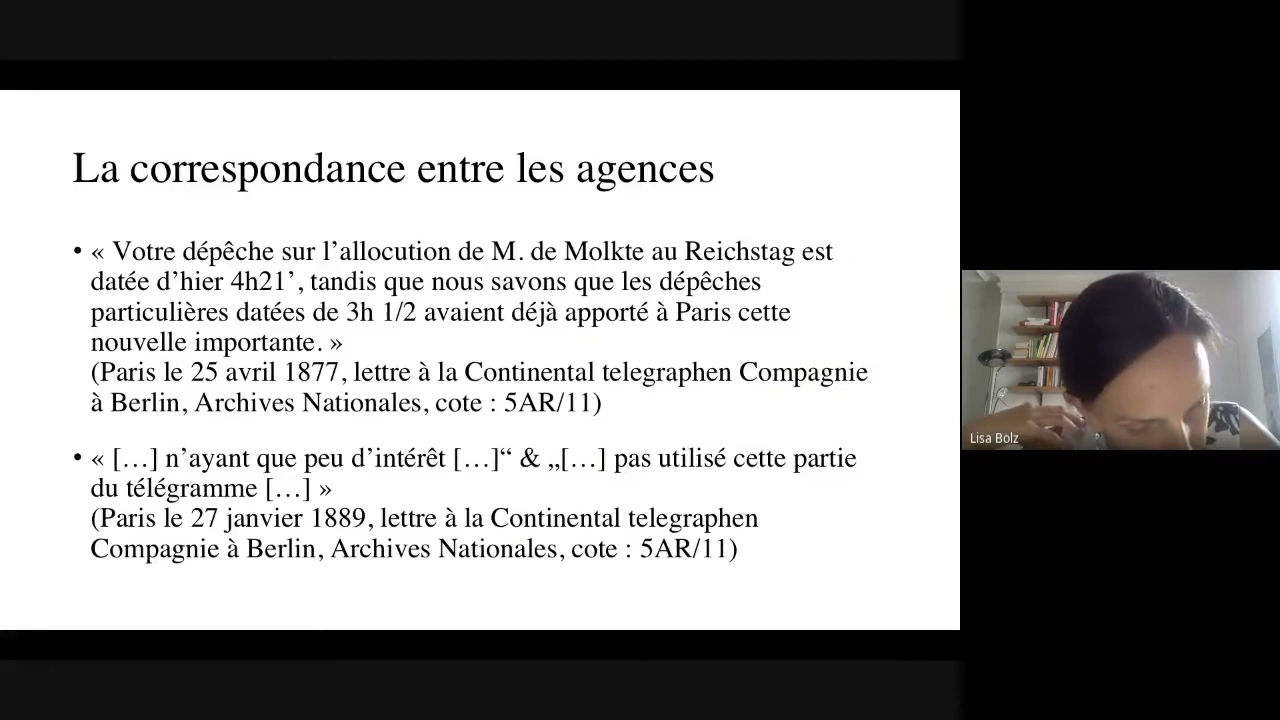 La correspondance entre les agences
• « Votre dépêche sur l’allocution de M. de Molkte au Reichstag est
datée d’hier 4h21’, tandis que nous savons que les dépêches
particulières datées de 3h 1/2 avaient déjà apporté à Paris cette
nouvelle importante. »
(Paris le 25 avril 1877, lettre à la Continental telegraphen Compagnie
à Berlin, Archives Nationales, cote : 5AR/11)
• « […] n’ayant que peu d’intérêt […]“ & „[…] pas utilisé cette partie
du télégramme […] »
(Paris le 27 janvier 1889, lettre à la Continental telegraphen
Compagnie à Berlin, Archives Nationales, cote : 5AR/11)
Lisa Bolz